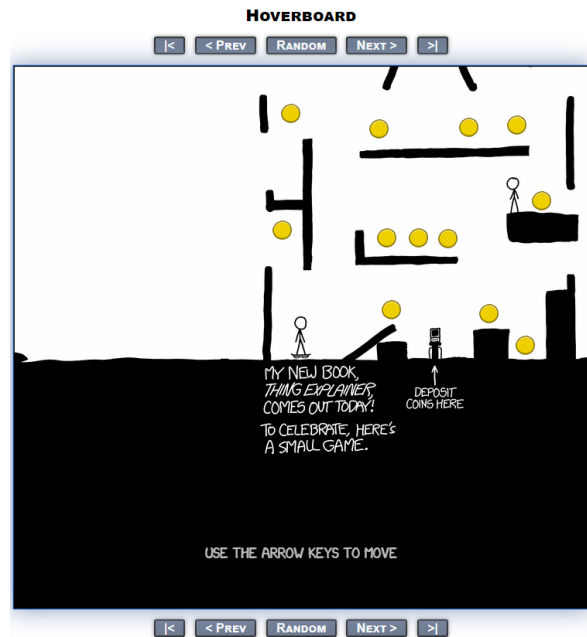 HOVERBOARD
|< < PREV RANDOM NEXT > >|
MY NEW BOOK,
THING EXPLAINER,
COMES OUT TODAY!
TO CELEBRATE, HERE'S
A SMALL GAME.
DEPOSIT
COINS HERE
USE THE ARROW KEYS TO MOVE
|< < PREV RANDOM NEXT > >|